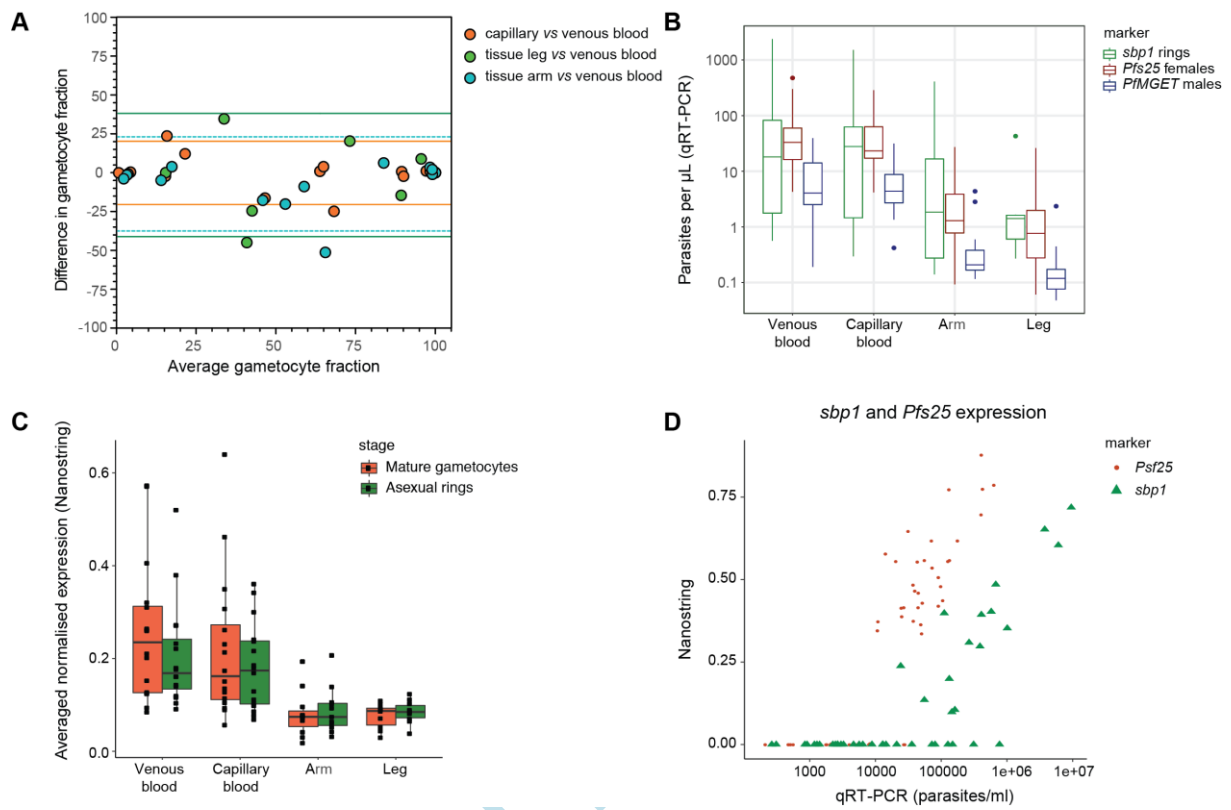 A
capillary vs venous blood
tissue leg vs venous blood
tissue arm vs venous blood
Difference in gametocyte fraction
100
75
50
25
0
-25
-50
-75
-100
0
25
50
75
100
Average gametocyte fraction
B
marker
sbp1 rings
Pfs25 females
PfMGET males
Parasites per µL (qRT-PCR)
1000
100
10
1
0.1
Venous
blood
Capillary
blood
Arm
Leg
C
stage
Mature gametocytes
Asexual rings
Averaged normalised expression (Nanostring)
0.6
0.4
0.2
0.0
Venous
blood
Capillary
blood
Arm
Leg
D
sbp1 and Pfs25 expression
marker
Psf25
sbp1
Nanostring
0.75
0.50
0.25
0.00
1000
10000
100000
1e+06
1e+07
qRT-PCR (parasites/ml)